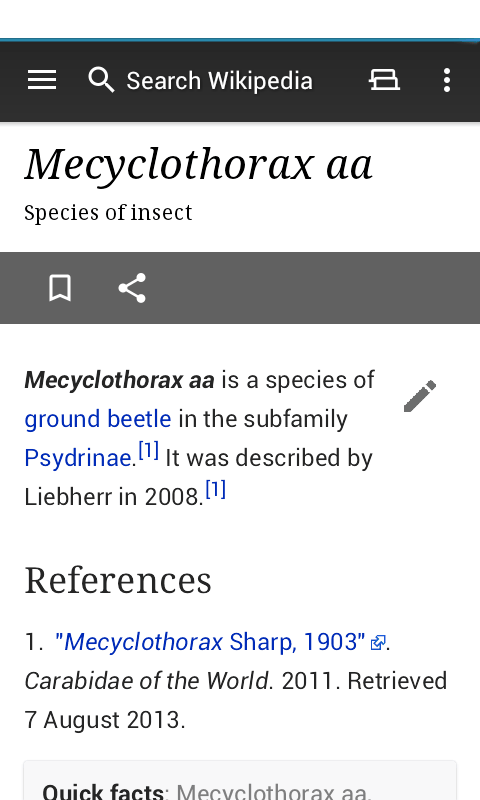 Search Wikipedia
Mecyclothorax aa
Species of insect
Mecyclothorax aa is a species of
ground beetle in the subfamily
Psydrinae.[1] It was described by
Liebherr in 2008.[1]
References
1. "Mecyclothorax Sharp, 1903".
Carabidae of the World. 2011. Retrieved
7 August 2013.
Quick facts: Mecyclothorax aa,